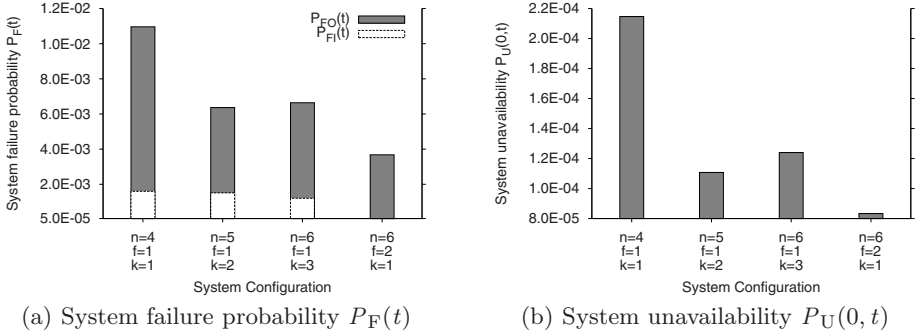 System failure probability P_F(t)
1.2E-02
1.0E-02
8.0E-03
6.0E-03
4.0E-03
2.0E-03
5.0E-05
P_FO(t)
P_FI(t)
n=4 n=5 n=6 n=6
f=1 f=1 f=1 f=2
k=1 k=2 k=3 k=1
System Configuration
(a) System failure probability P_F(t)
System unavailability P_U(0,t)
2.2E-04
2.0E-04
1.8E-04
1.6E-04
1.4E-04
1.2E-04
1.0E-04
8.0E-05
n=4 n=5 n=6 n=6
f=1 f=1 f=1 f=2
k=1 k=2 k=3 k=1
System Configuration
(b) System unavailability P_U(0, t)